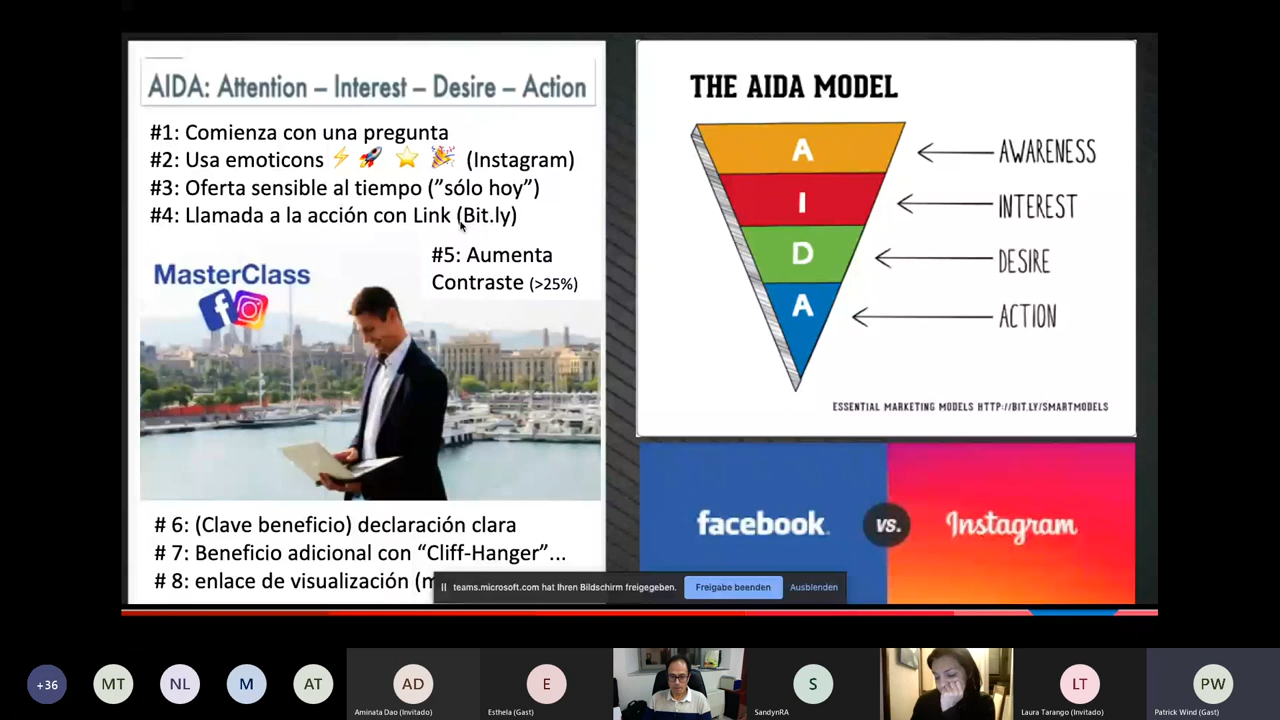 AIDA: Attention – Interest – Desire – Action
#1: Comienza con una pregunta
#2: Usa emoticons ⚡ 🚀 ⭐ 🎉 (Instagram)
#3: Oferta sensible al tiempo (”sólo hoy”)
#4: Llamada a la acción con Link (Bit.ly)
#5: Aumenta
Contraste (>25%)
MasterClass
# 6: (Clave beneficio) declaración clara
# 7: Beneficio adicional con “Cliff-Hanger”...
# 8: enlace de visualización (
THE AIDA MODEL
A
AWARENESS
I
INTEREST
D
DESIRE
A
ACTION
ESSENTIAL MARKETING MODELS HTTP://BIT.LY/SMARTMODELS
facebook.
vs.
Instagram
teams.microsoft.com hat Ihren Bildschirm freigegeben.
Freigabe beenden
Ausblenden
+36
MT
NL
M
AT
AD
Aminata Dao (Invitado)
E
Esthela (Gast)
S
SandynRA
LT
Laura Tarango (Invitado)
PW
Patrick Wind (Gast)